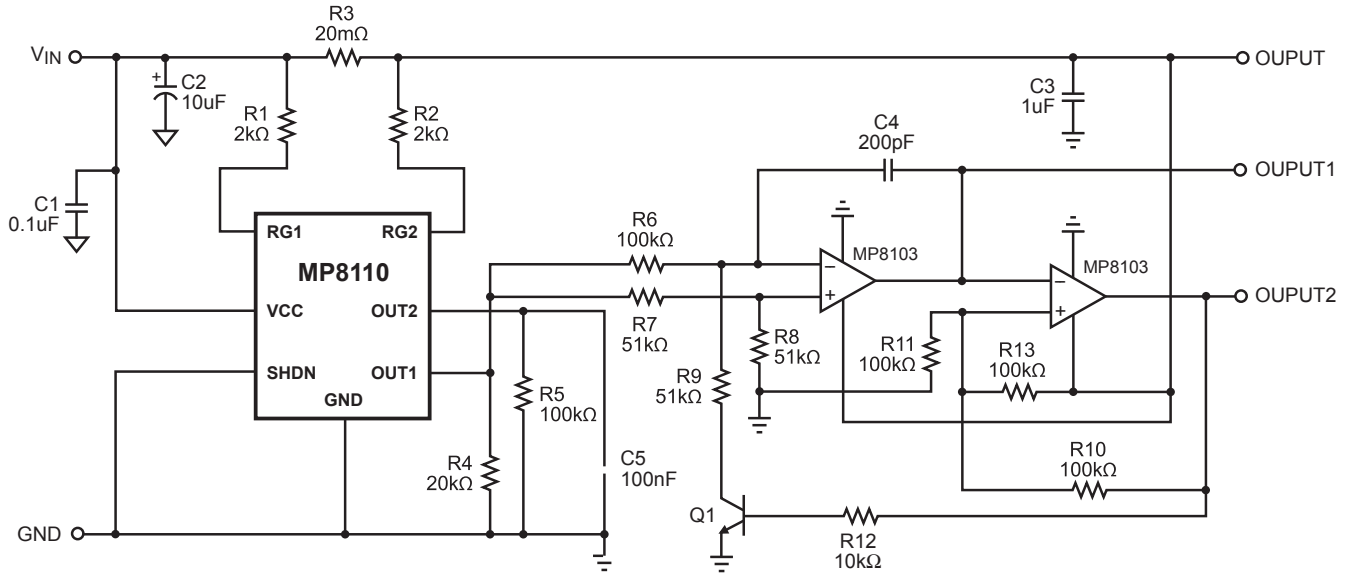 R3
20mΩ
VIN
OUPUT
C2
10uF
+
R1
2kΩ
R2
2kΩ
C3
1uF
C4
200pF
OUPUT1
C1
0.1uF
RG1
RG2
MP8110
VCC
OUT2
SHDN
OUT1
GND
R6
100kΩ
R7
51kΩ
R8
51kΩ
R9
51kΩ
−
+
MP8103
−
+
MP8103
OUPUT2
R11
100kΩ
R13
100kΩ
R5
100kΩ
R4
20kΩ
C5
100nF
R10
100kΩ
Q1
R12
10kΩ
GND